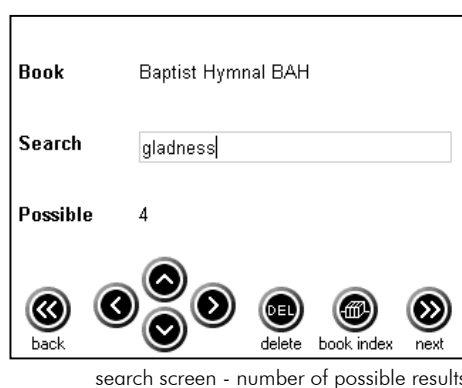 Book Baptist Hymnal BAH
Search gladness
Possible 4
DEL
back delete book index next
search screen - number of possible results